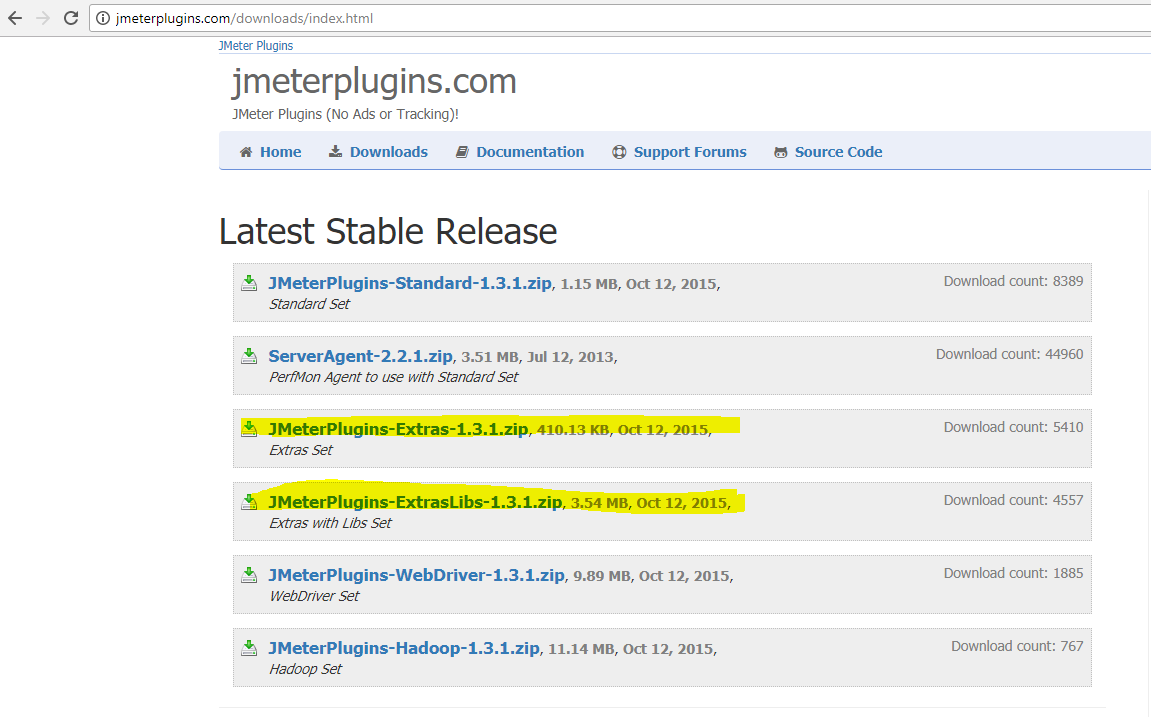 jmeterplugins.com/downloads/index.html
JMeter Plugins
jmeterplugins.com
JMeter Plugins (No Ads or Tracking)!
Home Downloads Documentation Support Forums Source Code
Latest Stable Release
JMeterPlugins-Standard-1.3.1.zip, 1.15 MB, Oct 12, 2015, Download count: 8389
Standard Set
ServerAgent-2.2.1.zip, 3.51 MB, Jul 12, 2013, Download count: 44960
PerfMon Agent to use with Standard Set
JMeterPlugins-Extras-1.3.1.zip, 410.13 KB, Oct 12, 2015, Download count: 5410
Extras Set
JMeterPlugins-ExtrasLibs-1.3.1.zip, 3.54 MB, Oct 12, 2015, Download count: 4557
Extras with Libs Set
JMeterPlugins-WebDriver-1.3.1.zip, 9.89 MB, Oct 12, 2015, Download count: 1885
WebDriver Set
JMeterPlugins-Hadoop-1.3.1.zip, 11.14 MB, Oct 12, 2015, Download count: 767
Hadoop Set